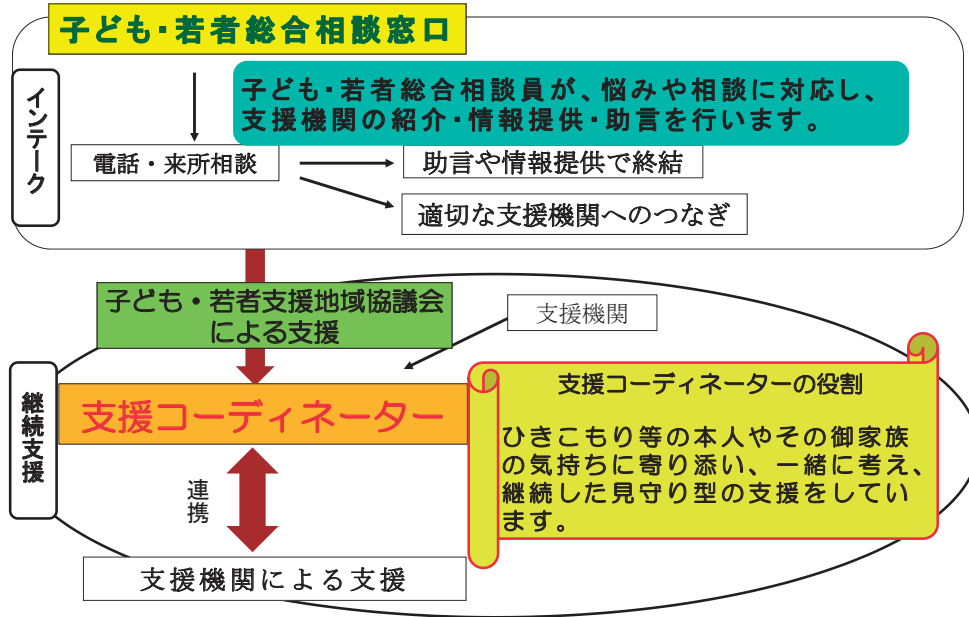 子ども・若者総合相談窓口
インテーク
子ども・若者総合相談員が、悩みや相談に対応し、
支援機関の紹介・情報提供・助言を行います。
電話・来所相談
助言や情報提供で終結
適切な支援機関へのつなぎ
子ども・若者支援地域協議会
による支援
支援機関
継続支援
支援コーディネーター
支援コーディネーターの役割
ひきこもり等の本人やその御家族
の気持ちに寄り添い、一緒に考え、
継続した見守り型の支援をしてい
ます。
連携
支援機関による支援